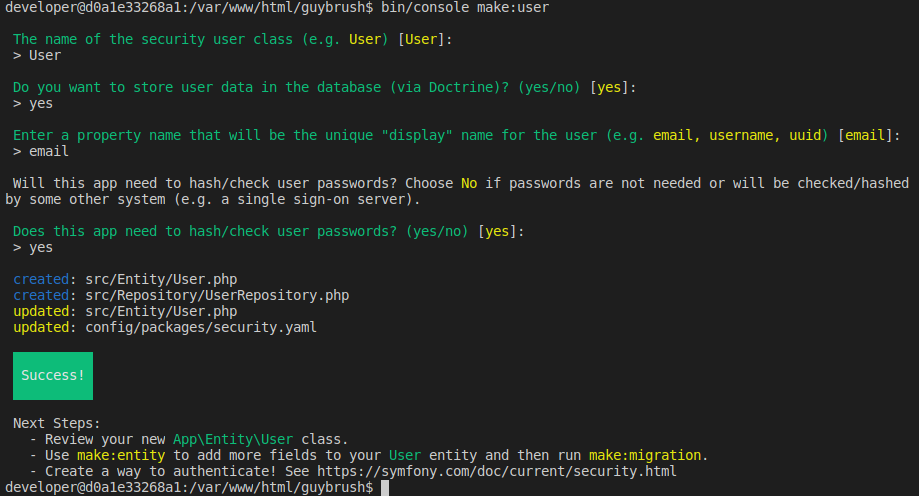 developer@d0a1e33268a1:/var/www/html/guybrush$ bin/console make:user
The name of the security user class (e.g. User) [User]:
> User
Do you want to store user data in the database (via Doctrine)? (yes/no) [yes]:
> yes
Enter a property name that will be the unique "display" name for the user (e.g. email, username, uuid) [email]:
> email
Will this app need to hash/check user passwords? Choose No if passwords are not needed or will be checked/hashed
by some other system (e.g. a single sign-on server).
Does this app need to hash/check user passwords? (yes/no) [yes]:
> yes
created: src/Entity/User.php
created: src/Repository/UserRepository.php
updated: src/Entity/User.php
updated: config/packages/security.yaml
Success!
Next Steps:
- Review your new App\Entity\User class.
- Use make:entity to add more fields to your User entity and then run make:migration.
- Create a way to authenticate! See https://symfony.com/doc/current/security.html
developer@d0a1e33268a1:/var/www/html/guybrush$